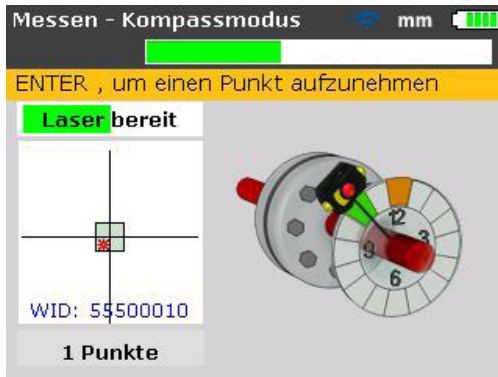 Messen - Kompassmodus mm
ENTER , um einen Punkt aufzunehmen
Laser bereit
WID: 55500010
1 Punkte
12
3
9
6